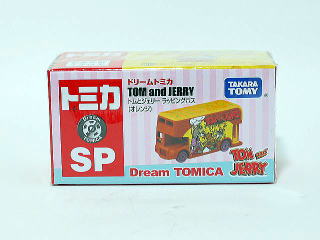 トミカ
Dream TOMICA
SP
ドリームトミカ
TOM and JERRY
トムとジェリー ラッピングバス
(オレンジ)
TAKARA
TOMY
Dream TOMICA
TOM and
JERRY